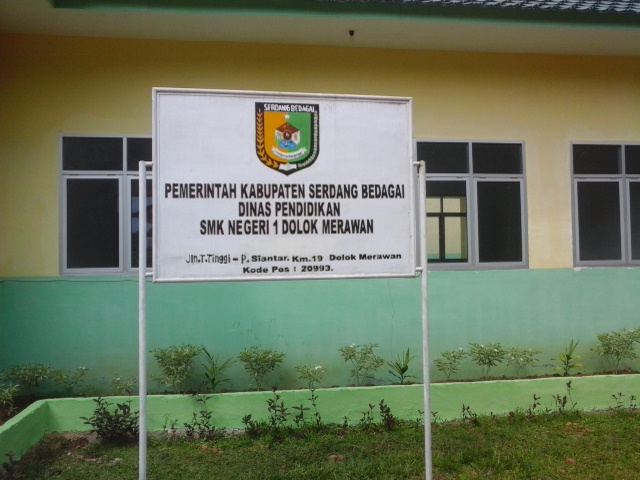 SERDANG BEDAGAI
PEMERINTAH KABUPATEN SERDANG BEDAGAI
DINAS PENDIDIKAN
SMK NEGERI 1 DOLOK MERAWAN
Jln.T.Tinggi - P. Siantar. Km.19 Dolok Merawan
Kode Pos : 20993.